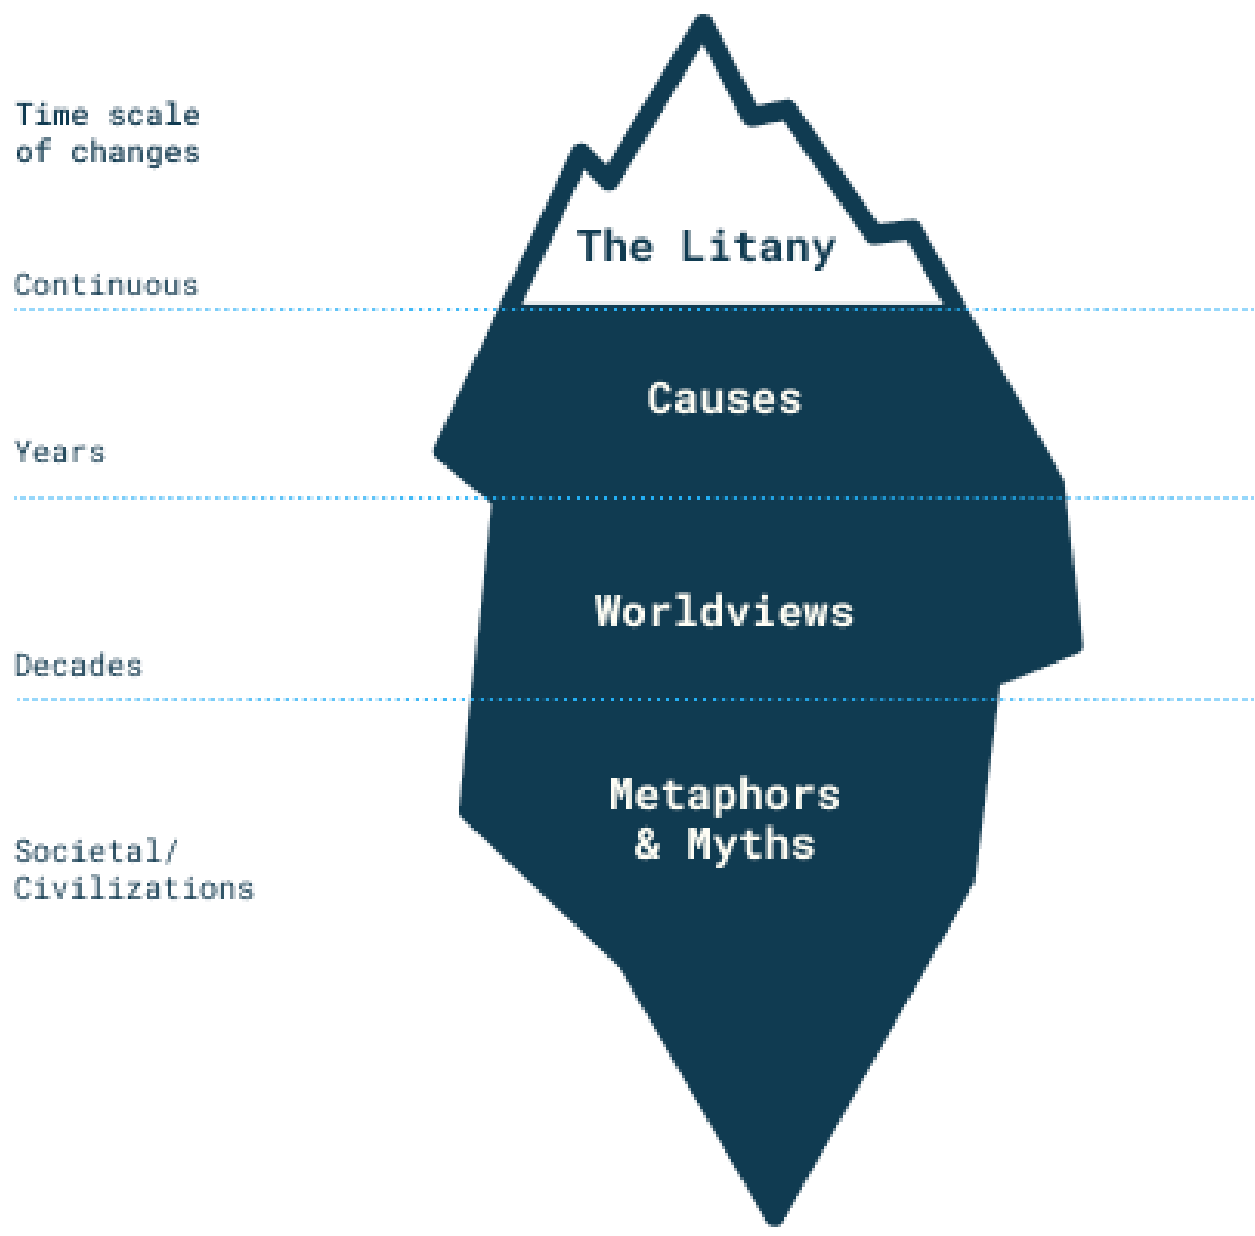 Time scale
of changes
The Litany
Continuous
Causes
Years
Worldviews
Decades
Metaphors
& Myths
Societal/
Civilizations